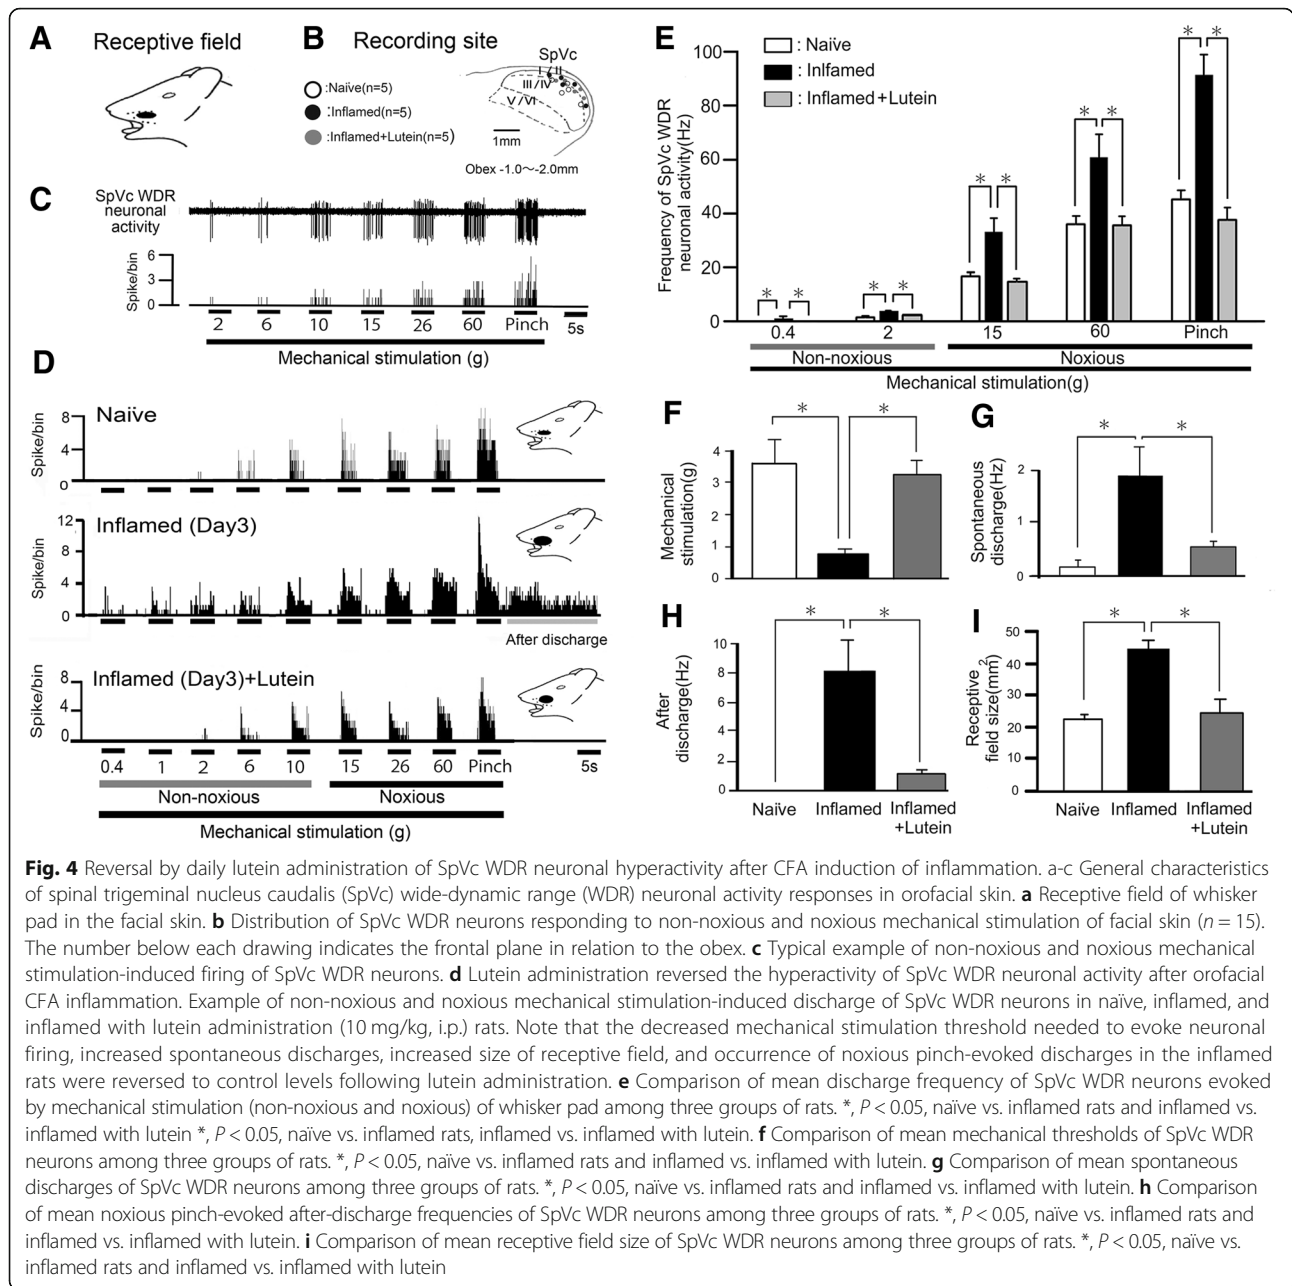 A
Receptive field
B
Recording site
SpVc
I / II
III/IV
V/VI
:Naïve(n=5)
:Inflamed(n=5)
:Inflamed+Lutein(n=5)
1mm
Obex -1.0～-2.0mm
C
SpVc WDR
neuronal
activity
Spike/bin
6
3
0
2 6 10 15 26 60 Pinch 5s
Mechanical stimulation (g)
D
Naïve
Spike/bin
8
4
0
Inflamed (Day3)
Spike/bin
12
8
4
0
After discharge
Inflamed (Day3)+Lutein
Spike/bin
8
4
0
0.4 1 2 6 10 15 26 60 Pinch 5s
Non-noxious Noxious
Mechanical stimulation (g)
E
: Naïve
: Inlfamed
: Inflamed+Lutein
Frequency of SpVc WDR
neuronal activity(Hz)
100
80
60
40
20
0
* * * * * * * * * *
0.4 2 15 60 Pinch
Non-noxious Noxious
Mechanical stimulation(g)
F
Mechanical
stimulation(g)
4
3
2
1
0
* *
G
Spontaneous
discharge(Hz)
2
1
0
* *
H
After
discharge(Hz)
10
8
6
4
2
0
* *
Naïve Inflamed Inflamed
+Lutein
I
Receptive
field size(mm²)
50
40
30
20
10
0
* *
Naïve Inflamed Inflamed
+Lutein
Fig. 4 Reversal by daily lutein administration of SpVc WDR neuronal hyperactivity after CFA induction of inflammation. a-c General characteristics
of spinal trigeminal nucleus caudalis (SpVc) wide-dynamic range (WDR) neuronal activity responses in orofacial skin. a Receptive field of whisker
pad in the facial skin. b Distribution of SpVc WDR neurons responding to non-noxious and noxious mechanical stimulation of facial skin (n = 15).
The number below each drawing indicates the frontal plane in relation to the obex. c Typical example of non-noxious and noxious mechanical
stimulation-induced firing of SpVc WDR neurons. d Lutein administration reversed the hyperactivity of SpVc WDR neuronal activity after orofacial
CFA inflammation. Example of non-noxious and noxious mechanical stimulation-induced discharge of SpVc WDR neurons in naïve, inflamed, and
inflamed with lutein administration (10 mg/kg, i.p.) rats. Note that the decreased mechanical stimulation threshold needed to evoke neuronal
firing, increased spontaneous discharges, increased size of receptive field, and occurrence of noxious pinch-evoked discharges in the inflamed
rats were reversed to control levels following lutein administration. e Comparison of mean discharge frequency of SpVc WDR neurons evoked
by mechanical stimulation (non-noxious and noxious) of whisker pad among three groups of rats. *, P < 0.05, naïve vs. inflamed rats and inflamed vs.
inflamed with lutein *, P < 0.05, naïve vs. inflamed rats, inflamed vs. inflamed with lutein. f Comparison of mean mechanical thresholds of SpVc WDR
neurons among three groups of rats. *, P < 0.05, naïve vs. inflamed rats and inflamed vs. inflamed with lutein. g Comparison of mean spontaneous
discharges of SpVc WDR neurons among three groups of rats. *, P < 0.05, naïve vs. inflamed rats and inflamed vs. inflamed with lutein. h Comparison
of mean noxious pinch-evoked after-discharge frequencies of SpVc WDR neurons among three groups of rats. *, P < 0.05, naïve vs. inflamed rats and
inflamed vs. inflamed with lutein. i Comparison of mean receptive field size of SpVc WDR neurons among three groups of rats. *, P < 0.05, naïve vs.
inflamed rats and inflamed vs. inflamed with lutein